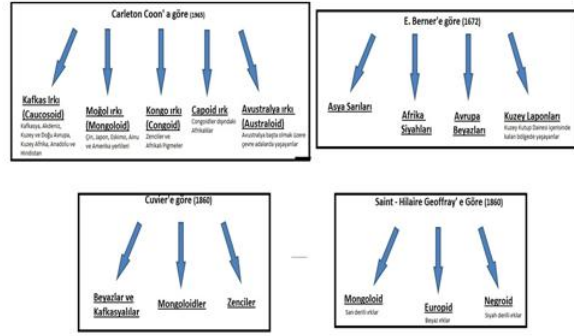 Carleton Coon' a göre (1965)
Kafkas Irkı
(Caucosoid)
Kafkasya, Akdeniz,
Kuzey ve Doğu Avrupa,
Kuzey Afrika, Anadolu ve
Hindistan
Moğol ırkı
(Mongoloid)
Çin, Japon, Eskimo, Ainu
ve Amerika yerlileri
Kongo ırkı
(Congoid)
Zenciler ve
Afrikalı Pigmeler
Capoid ırk
Congoidler dışındaki
Afrikalılar
Avustralya ırkı
(Australoid)
Avustralya başta olmak üzere
çevre adalarda yaşayanlar
E. Berner'e göre (1672)
Asya Sarıları
Afrika
Siyahları
Avrupa
Beyazları
Kuzey Laponları
Kuzey Kutup Dairesi içerisinde
kalan bölgede yaşayanlar
Cuvier'e göre (1860)
Beyazlar ve
Kafkasyalılar
Mongoloidler
Zenciler
Saint - Hilaire Geoffray' e Göre (1860)
Mongoloid
Sarı derili ırklar
Europid
Beyaz ırklar
Negroid
Siyah derili ırklar